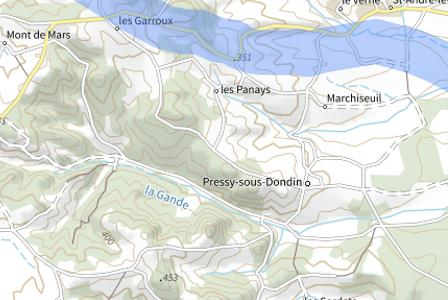 les Garroux
le Verne
St-André-le-
Mont de Mars
.351
les Panays
Marchiseuil
Pressy-sous-Dondin
la Gande
400
.453